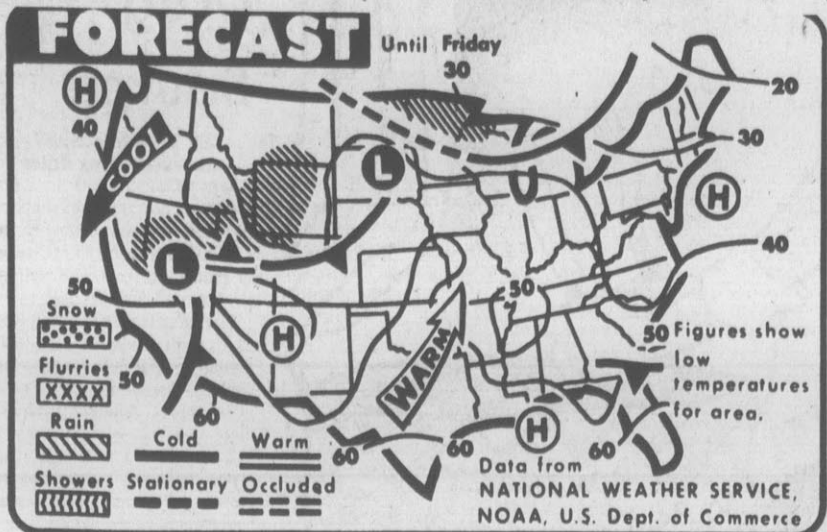 FORECAST
Until Friday
30
H
40
20
COOL
30
L
H
L
40
50
50
Snow
H
50
Figures show
low
temperatures
for area.
Flurries
50
WARM
Rain
60
Cold
Warm
60
60
H
60
Showers
Stationary
Occluded
Data from
NATIONAL WEATHER SERVICE,
NOAA, U.S. Dept. of Commerce